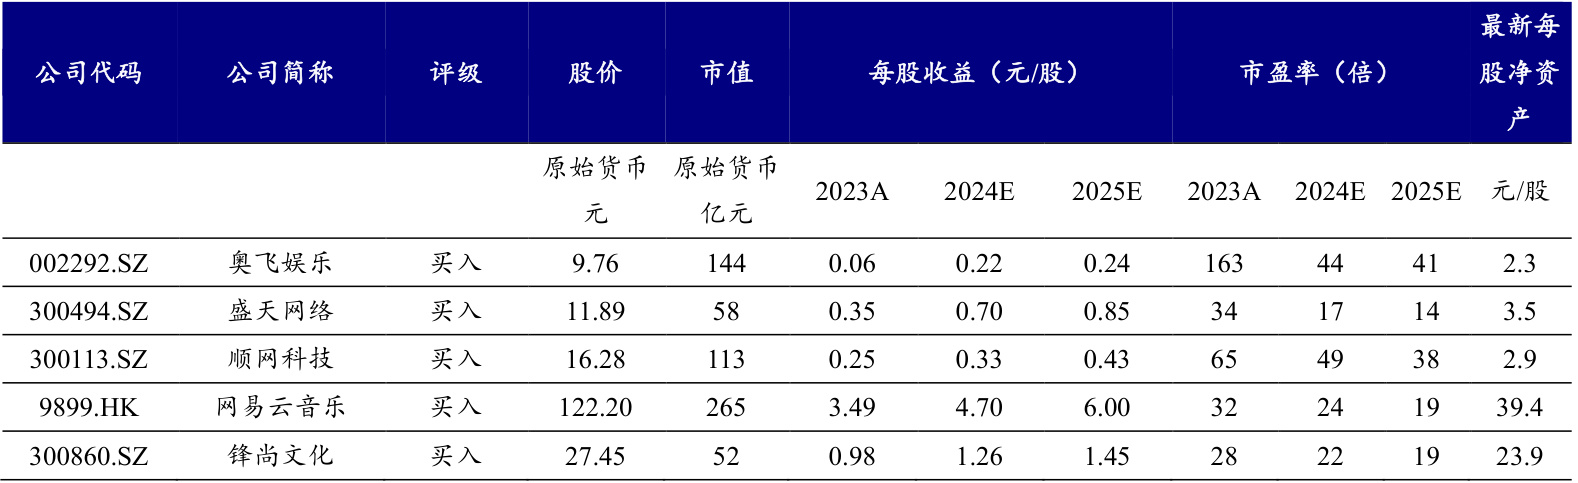 公司代码 公司简称 评级 股价 市值 每股收益（元/股） 市盈率（倍） 最新每股净资产
原始货币元 原始货币亿元 2023A 2024E 2025E 2023A 2024E 2025E 元/股
002292.SZ 奥飞娱乐 买入 9.76 144 0.06 0.22 0.24 163 44 41 2.3
300494.SZ 盛天网络 买入 11.89 58 0.35 0.70 0.85 34 17 14 3.5
300113.SZ 顺网科技 买入 16.28 113 0.25 0.33 0.43 65 49 38 2.9
9899.HK 网易云音乐 买入 122.20 265 3.49 4.70 6.00 32 24 19 39.4
300860.SZ 锋尚文化 买入 27.45 52 0.98 1.26 1.45 28 22 19 23.9